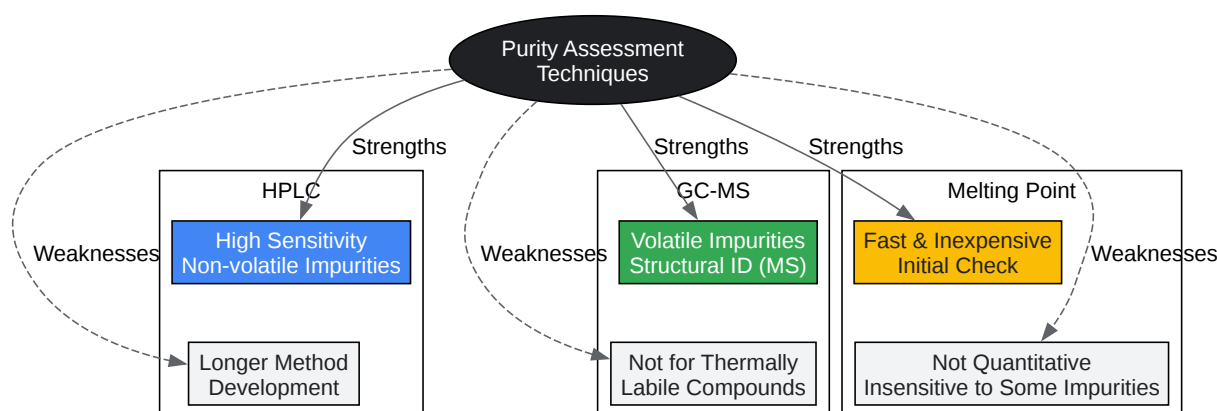 Purity Assessment
Techniques
Strengths
Strengths
Strengths
HPLC
GC-MS
Melting Point
Weaknesses
High Sensitivity
Non-volatile Impurities
Weaknesses
Volatile Impurities
Structural ID (MS)
Fast & Inexpensive
Initial Check
Weaknesses
Longer Method
Development
Not for Thermally
Labile Compounds
Not Quantitative
Insensitive to Some Impurities